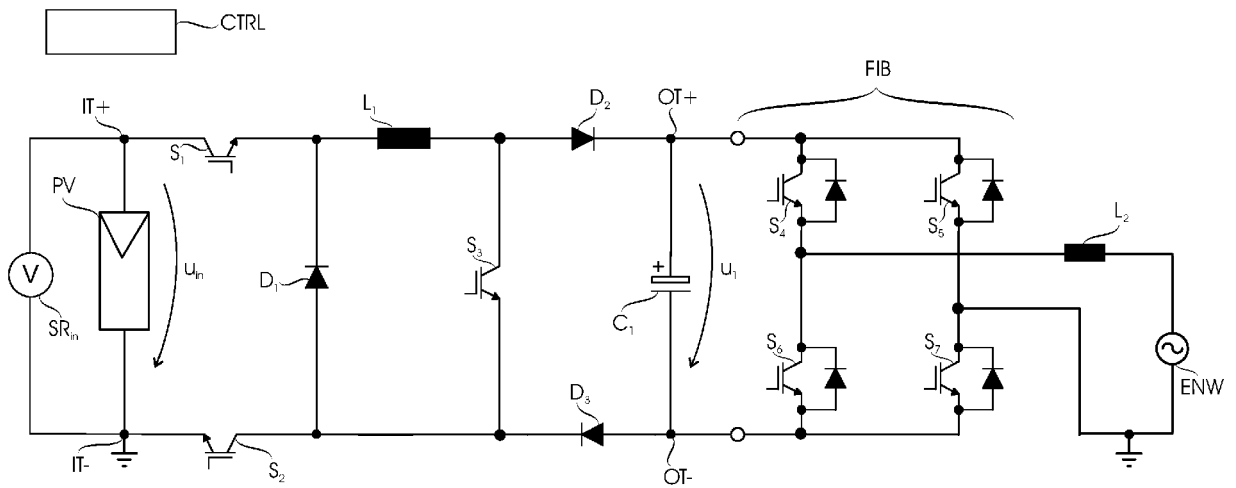 CTRL
FIB
IT+
L₁
D₂
OT+
S₁
PV
S₄
S₅
L₂
uᵢₙ
S₃
V
D₁
+
u₁
SRᵢₙ
C₁
S₆
S₇
ENW
D₃
IT-
S₂
OT-